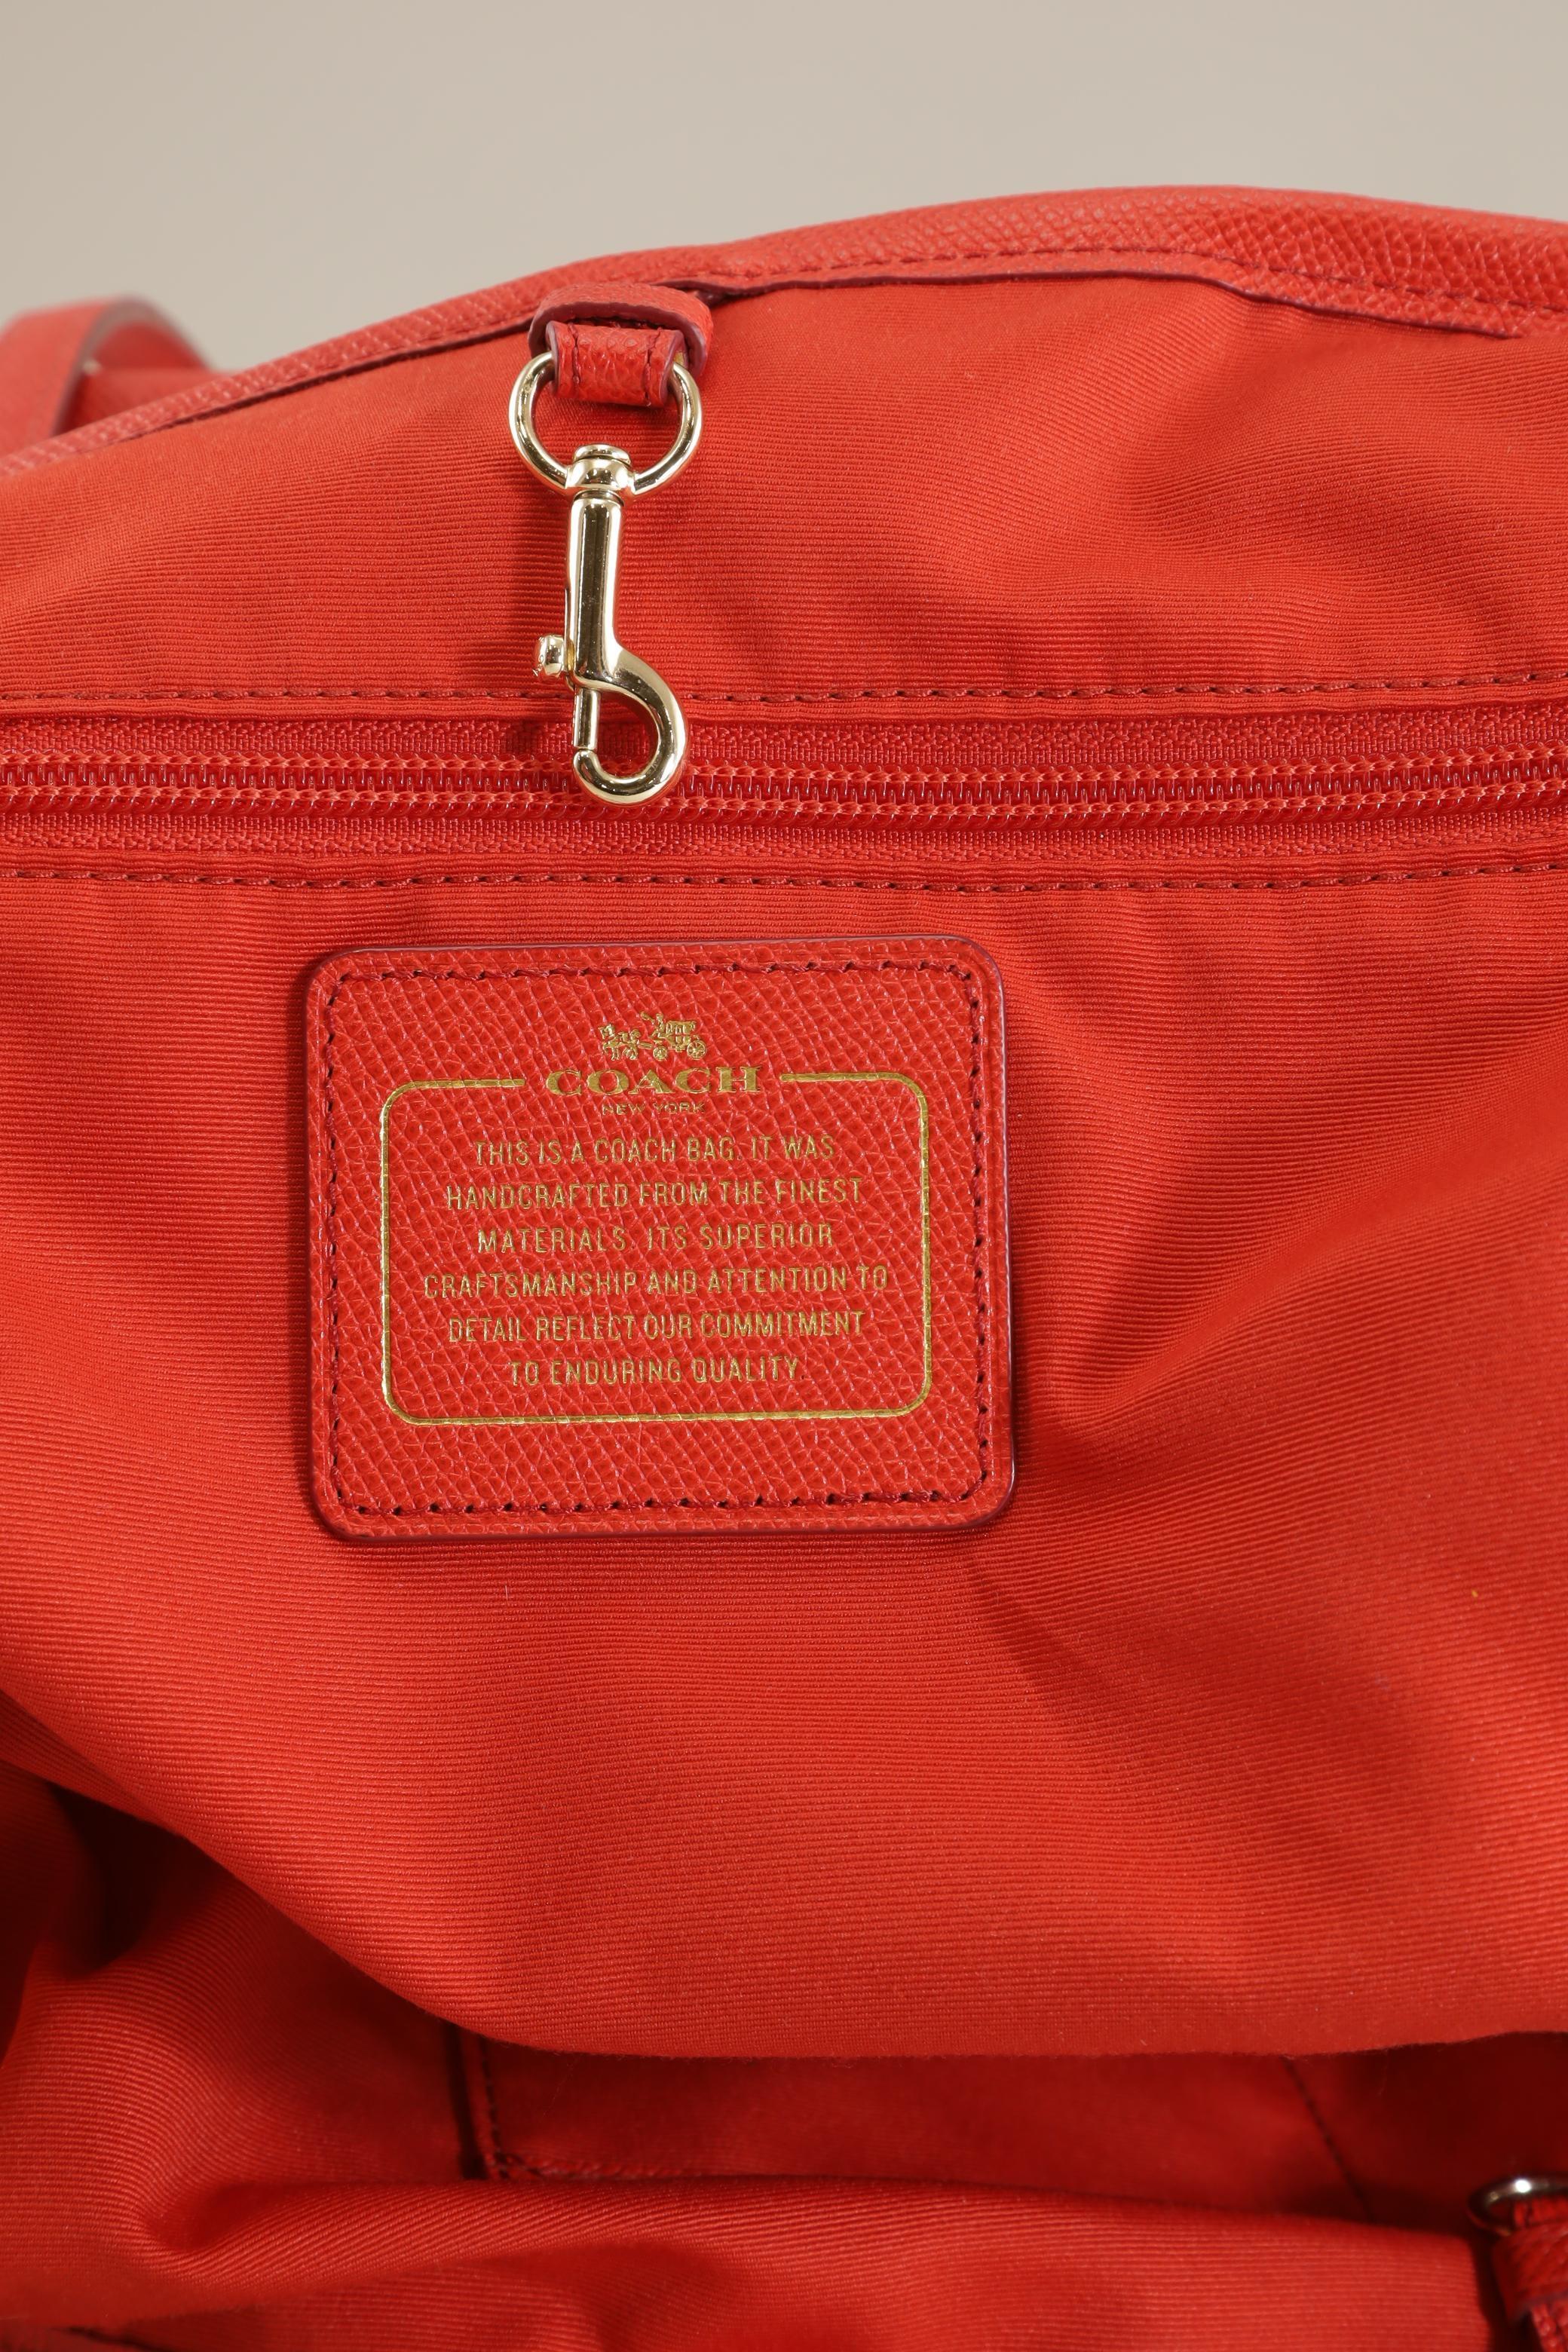 COACH
NEW YORK
THIS IS A COACH BAG. IT WAS
HANDCRAFTED FROM THE FINEST
MATERIALS. ITS SUPERIOR
CRAFTSMANSHIP AND ATTENTION TO
DETAIL REFLECT OUR COMMITMENT
TO ENDURING QUALITY.